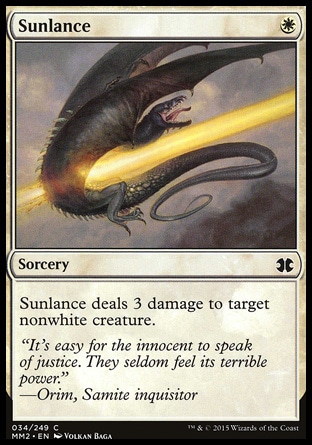 Sunlance
Sorcery
Sunlance deals 3 damage to target
nonwhite creature.
"It's easy for the innocent to speak
of justice. They seldom feel its terrible
power."
—Orim, Samite inquisitor
034/249 C
MM2 • EN Volkan Baga
™ & © 2015 Wizards of the Coast